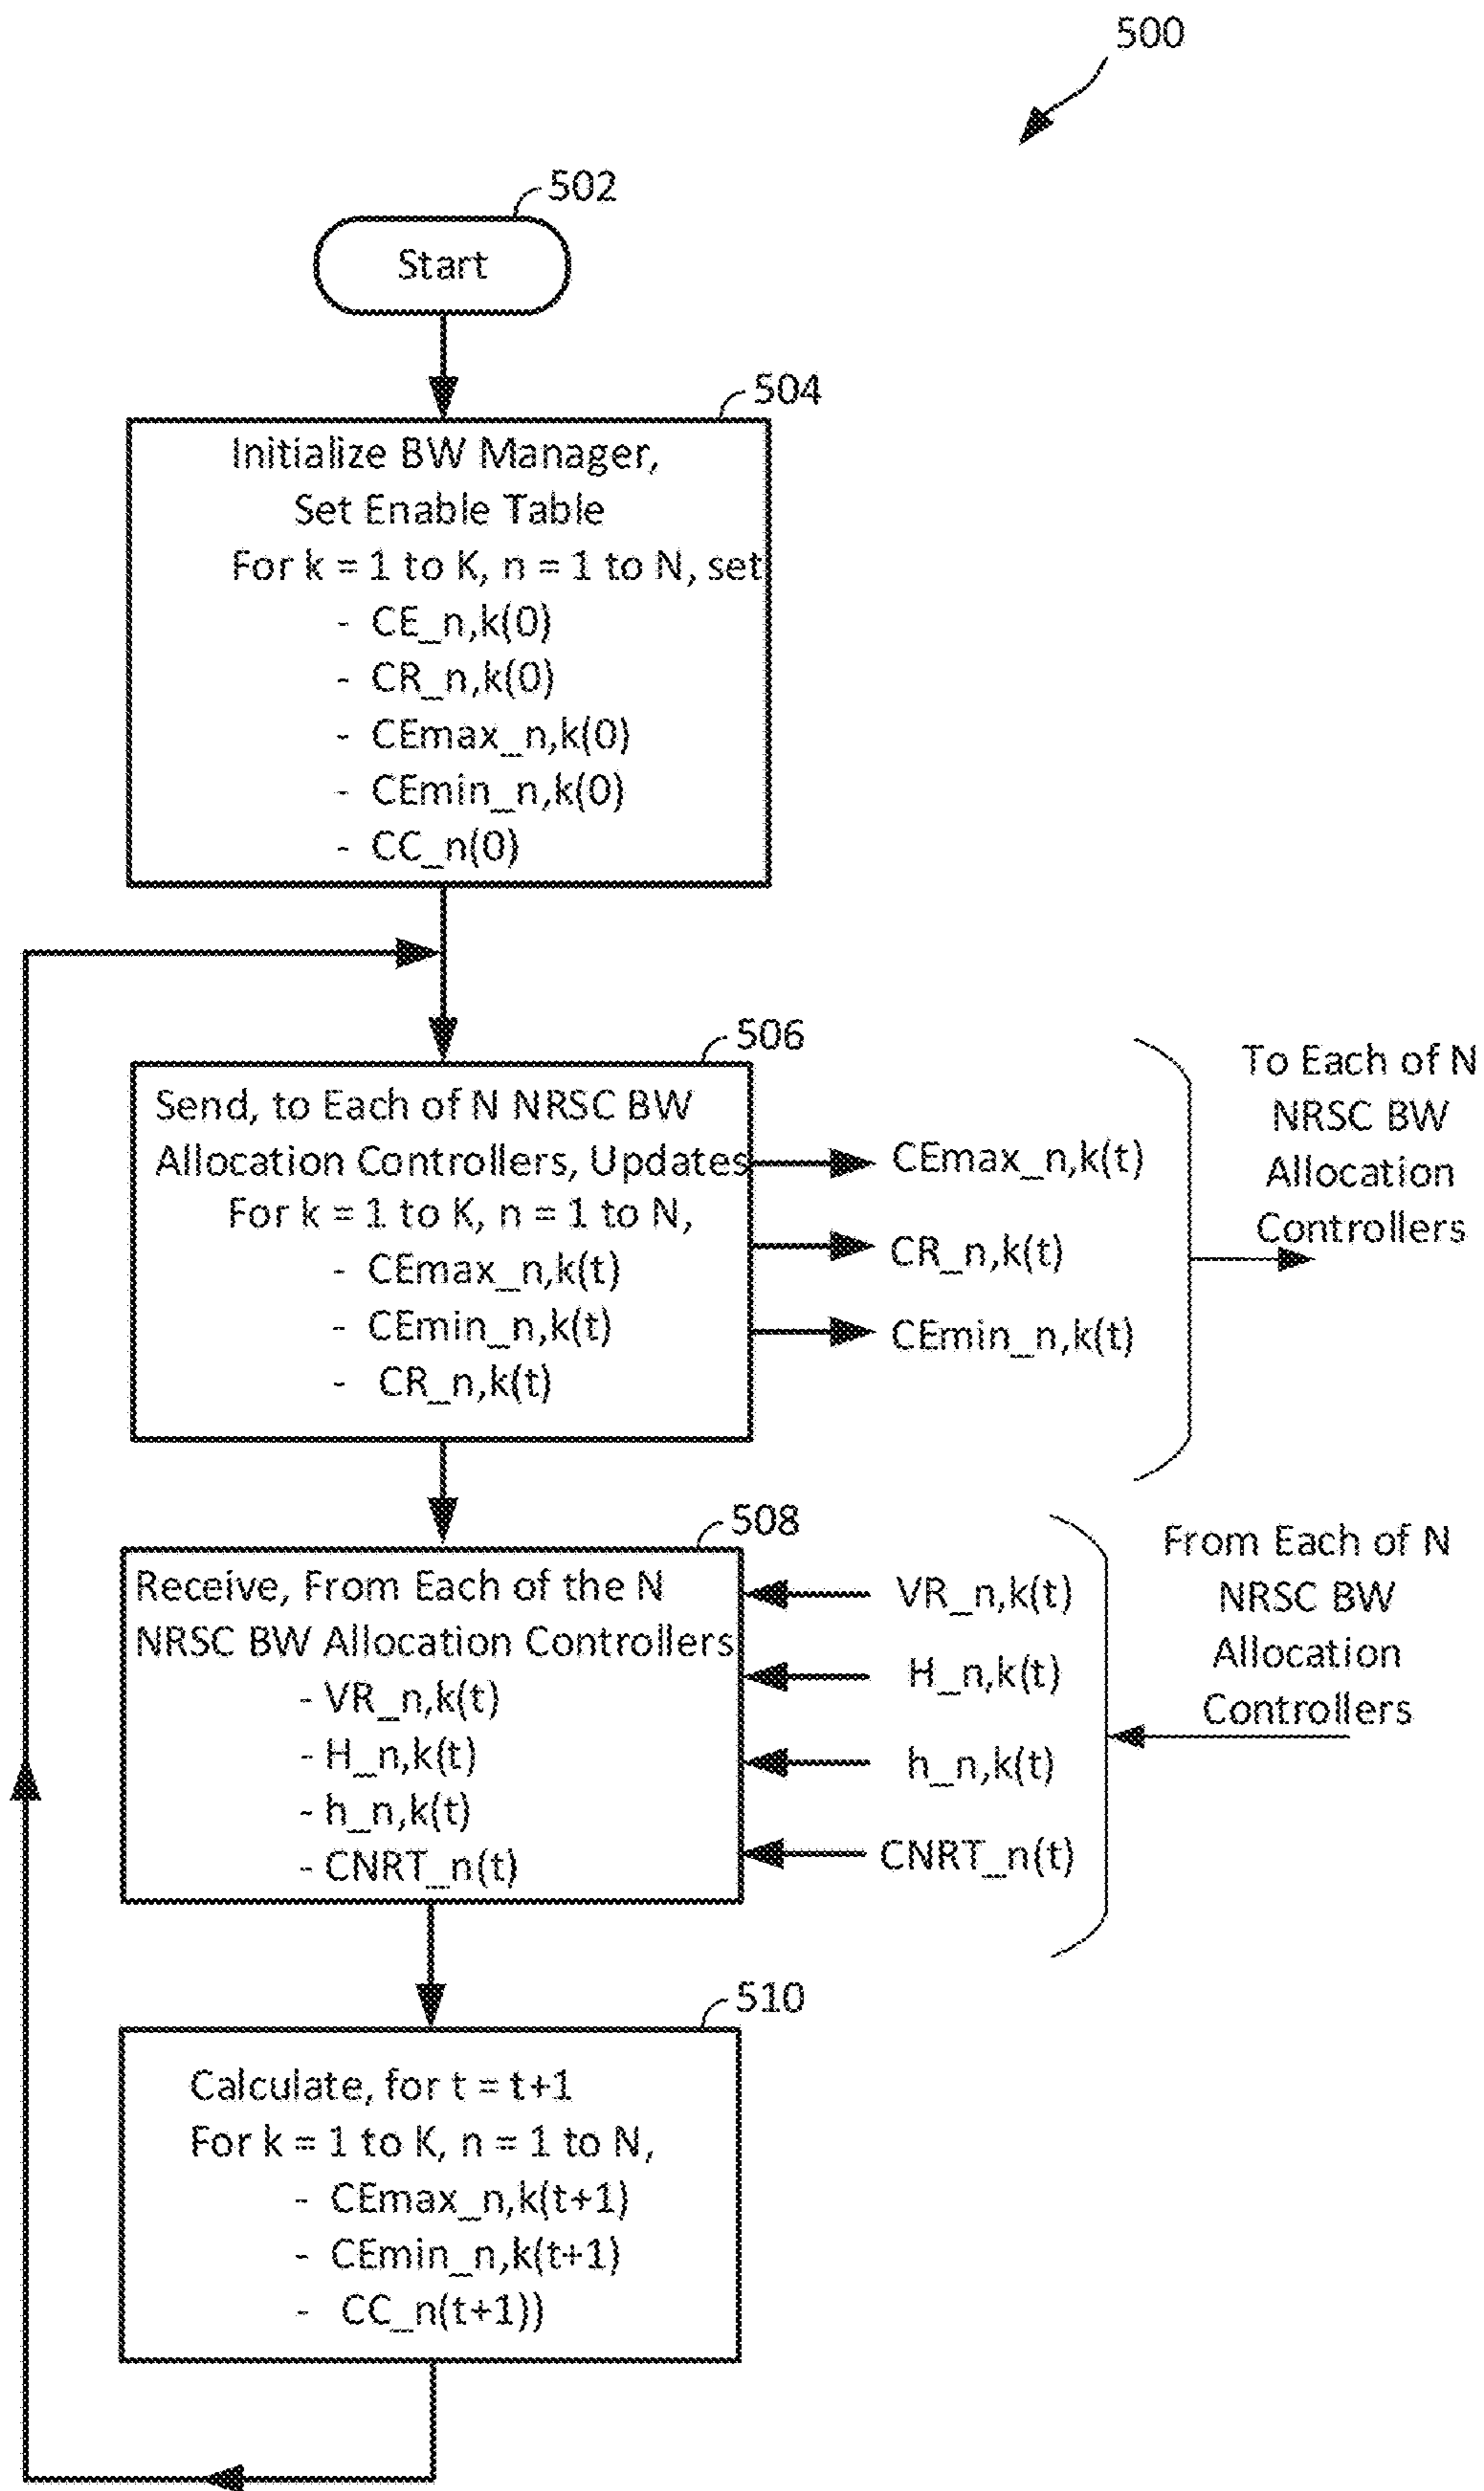 500
502
Start
504
Initialize BW Manager,
Set Enable Table
For k = 1 to K, n = 1 to N, set
- CE_n,k(0)
- CR_n,k(0)
- CEmax_n,k(0)
- CEmin_n,k(0)
- CC_n(0)
506
Send, to Each of N NRSC BW
Allocation Controllers, Updates
For k = 1 to K, n = 1 to N,
- CEmax_n,k(t)
- CEmin_n,k(t)
- CR_n,k(t)
CEmax_n,k(t)
CR_n,k(t)
CEmin_n,k(t)
To Each of N
NRSC BW
Allocation
Controllers
508
Receive, From Each of the N
NRSC BW Allocation Controllers
- VR_n,k(t)
- H_n,k(t)
- h_n,k(t)
- CNRT_n(t)
VR_n,k(t)
H_n,k(t)
h_n,k(t)
CNRT_n(t)
From Each of N
NRSC BW
Allocation
Controllers
510
Calculate, for t = t+1
For k = 1 to K, n = 1 to N,
- CEmax_n,k(t+1)
- CEmin_n,k(t+1)
- CC_n(t+1))